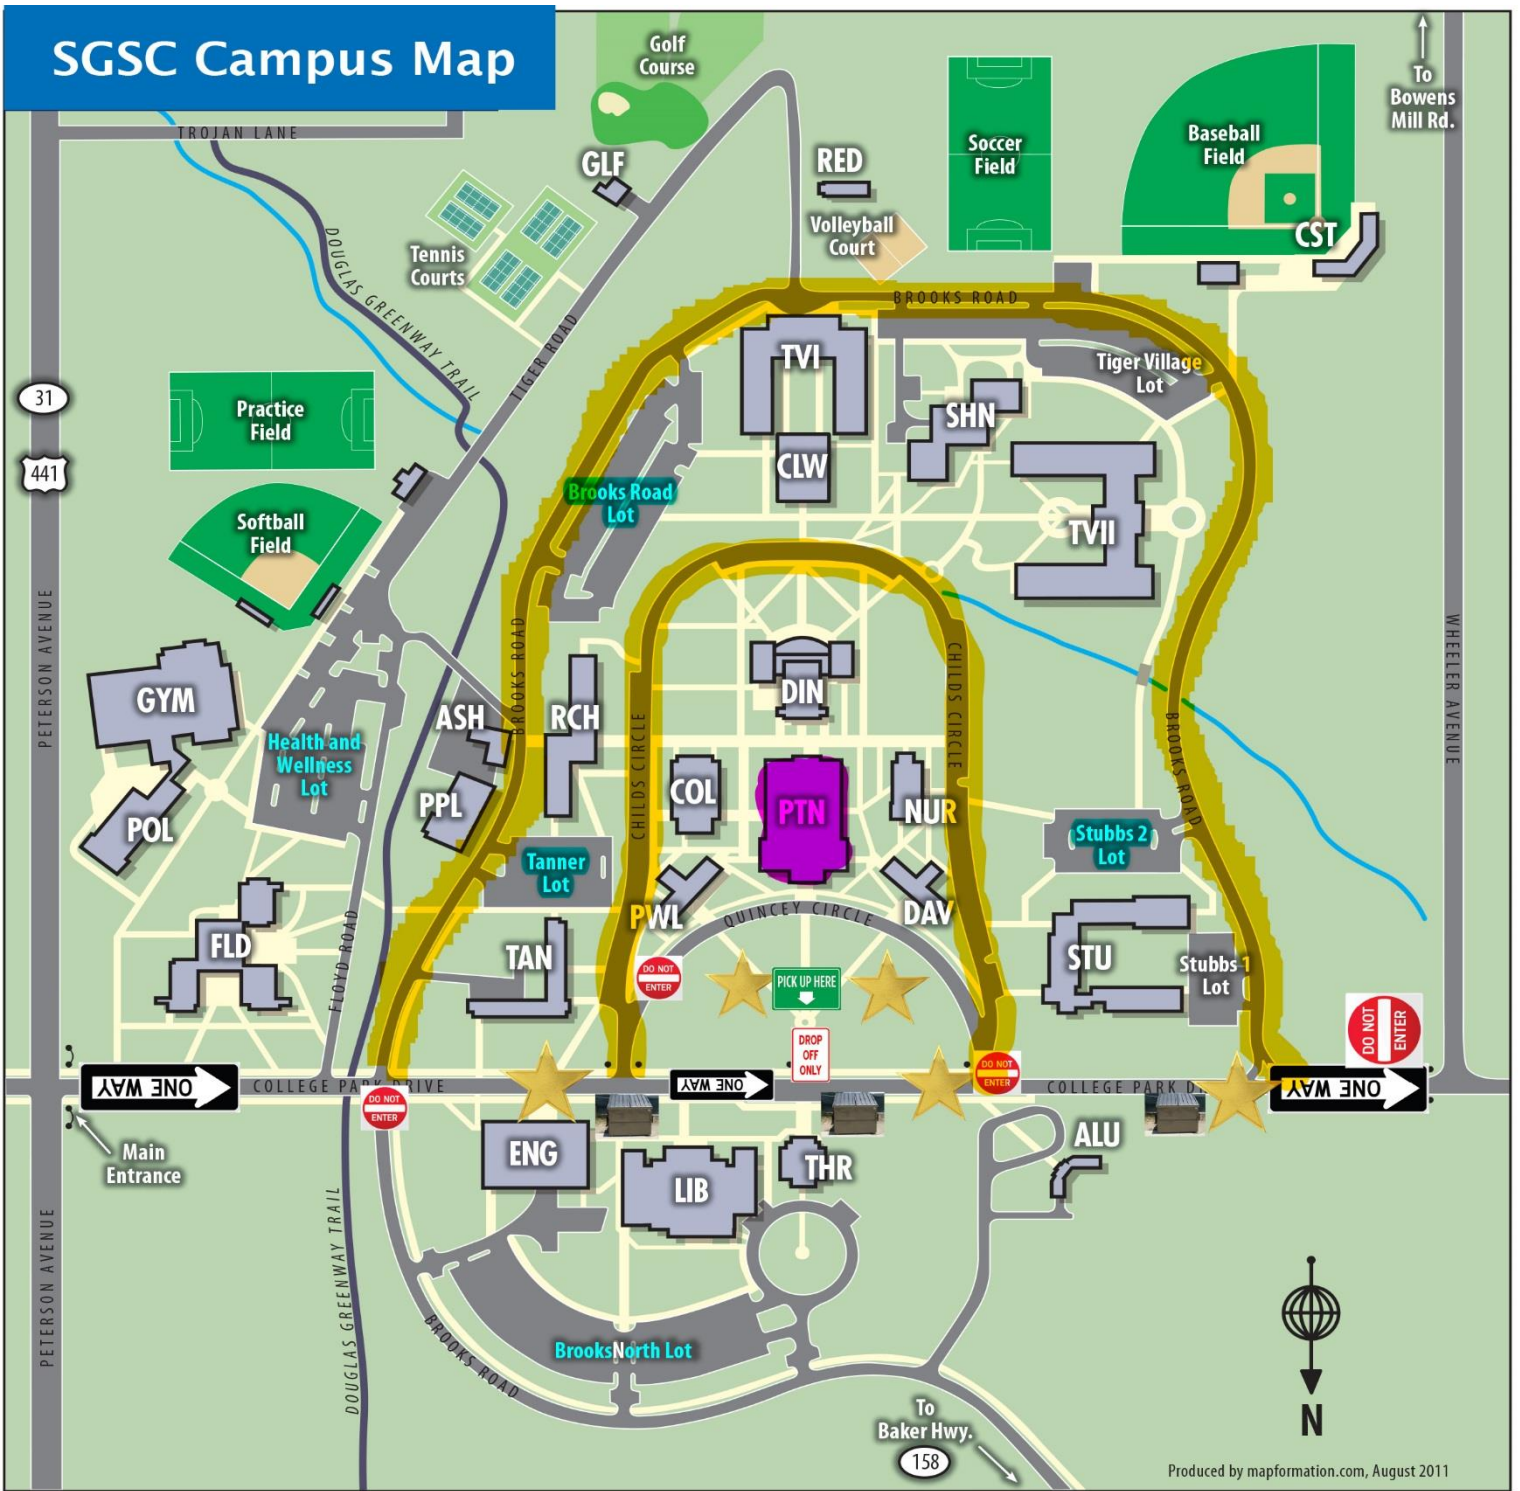 SGSC Campus Map
Golf
Course
To
Bowens
Mill Rd.
TROJAN LANE
GLF
RED
Soccer
Field
Baseball
Field
Volleyball
Court
CST
DOUGLAS GREENWAY TRAIL
Tennis
Courts
BROOKS ROAD
TIGER ROAD
TVI
Tiger Village
Lot
31
441
Practice
Field
SHN
CLW
Brooks Road
Lot
Softball
Field
TVII
PETERSON AVENUE
BROOKS ROAD
WHEELER AVENUE
CHILDS CIRCLE
GYM
DIN
ASH
RCH
CHILDS CIRCLE
BROOKS ROAD
Health and
Wellness
Lot
COL
PTN
NUR
PPL
POL
Stubbs 2
Lot
Tanner
Lot
PWL
QUINCEY CIRCLE
DAV
FLD
FLOYD ROAD
TAN
STU
Stubbs 1
Lot
DO NOT
ENTER
PICK UP HERE
DO NOT
ENTER
DROP
OFF
ONLY
DO NOT
ENTER
ONE WAY
COLLEGE PARK DRIVE
ONE WAY
COLLEGE PARK D
ONE WAY
DO NOT
ENTER
Main
Entrance
ENG
LIB
THR
ALU
PETERSON AVENUE
DOUGLAS GREENWAY TRAIL
BROOKS ROAD
BrooksNorth Lot
To
Baker Hwy.
158
N
Produced by mapformation.com, August 2011